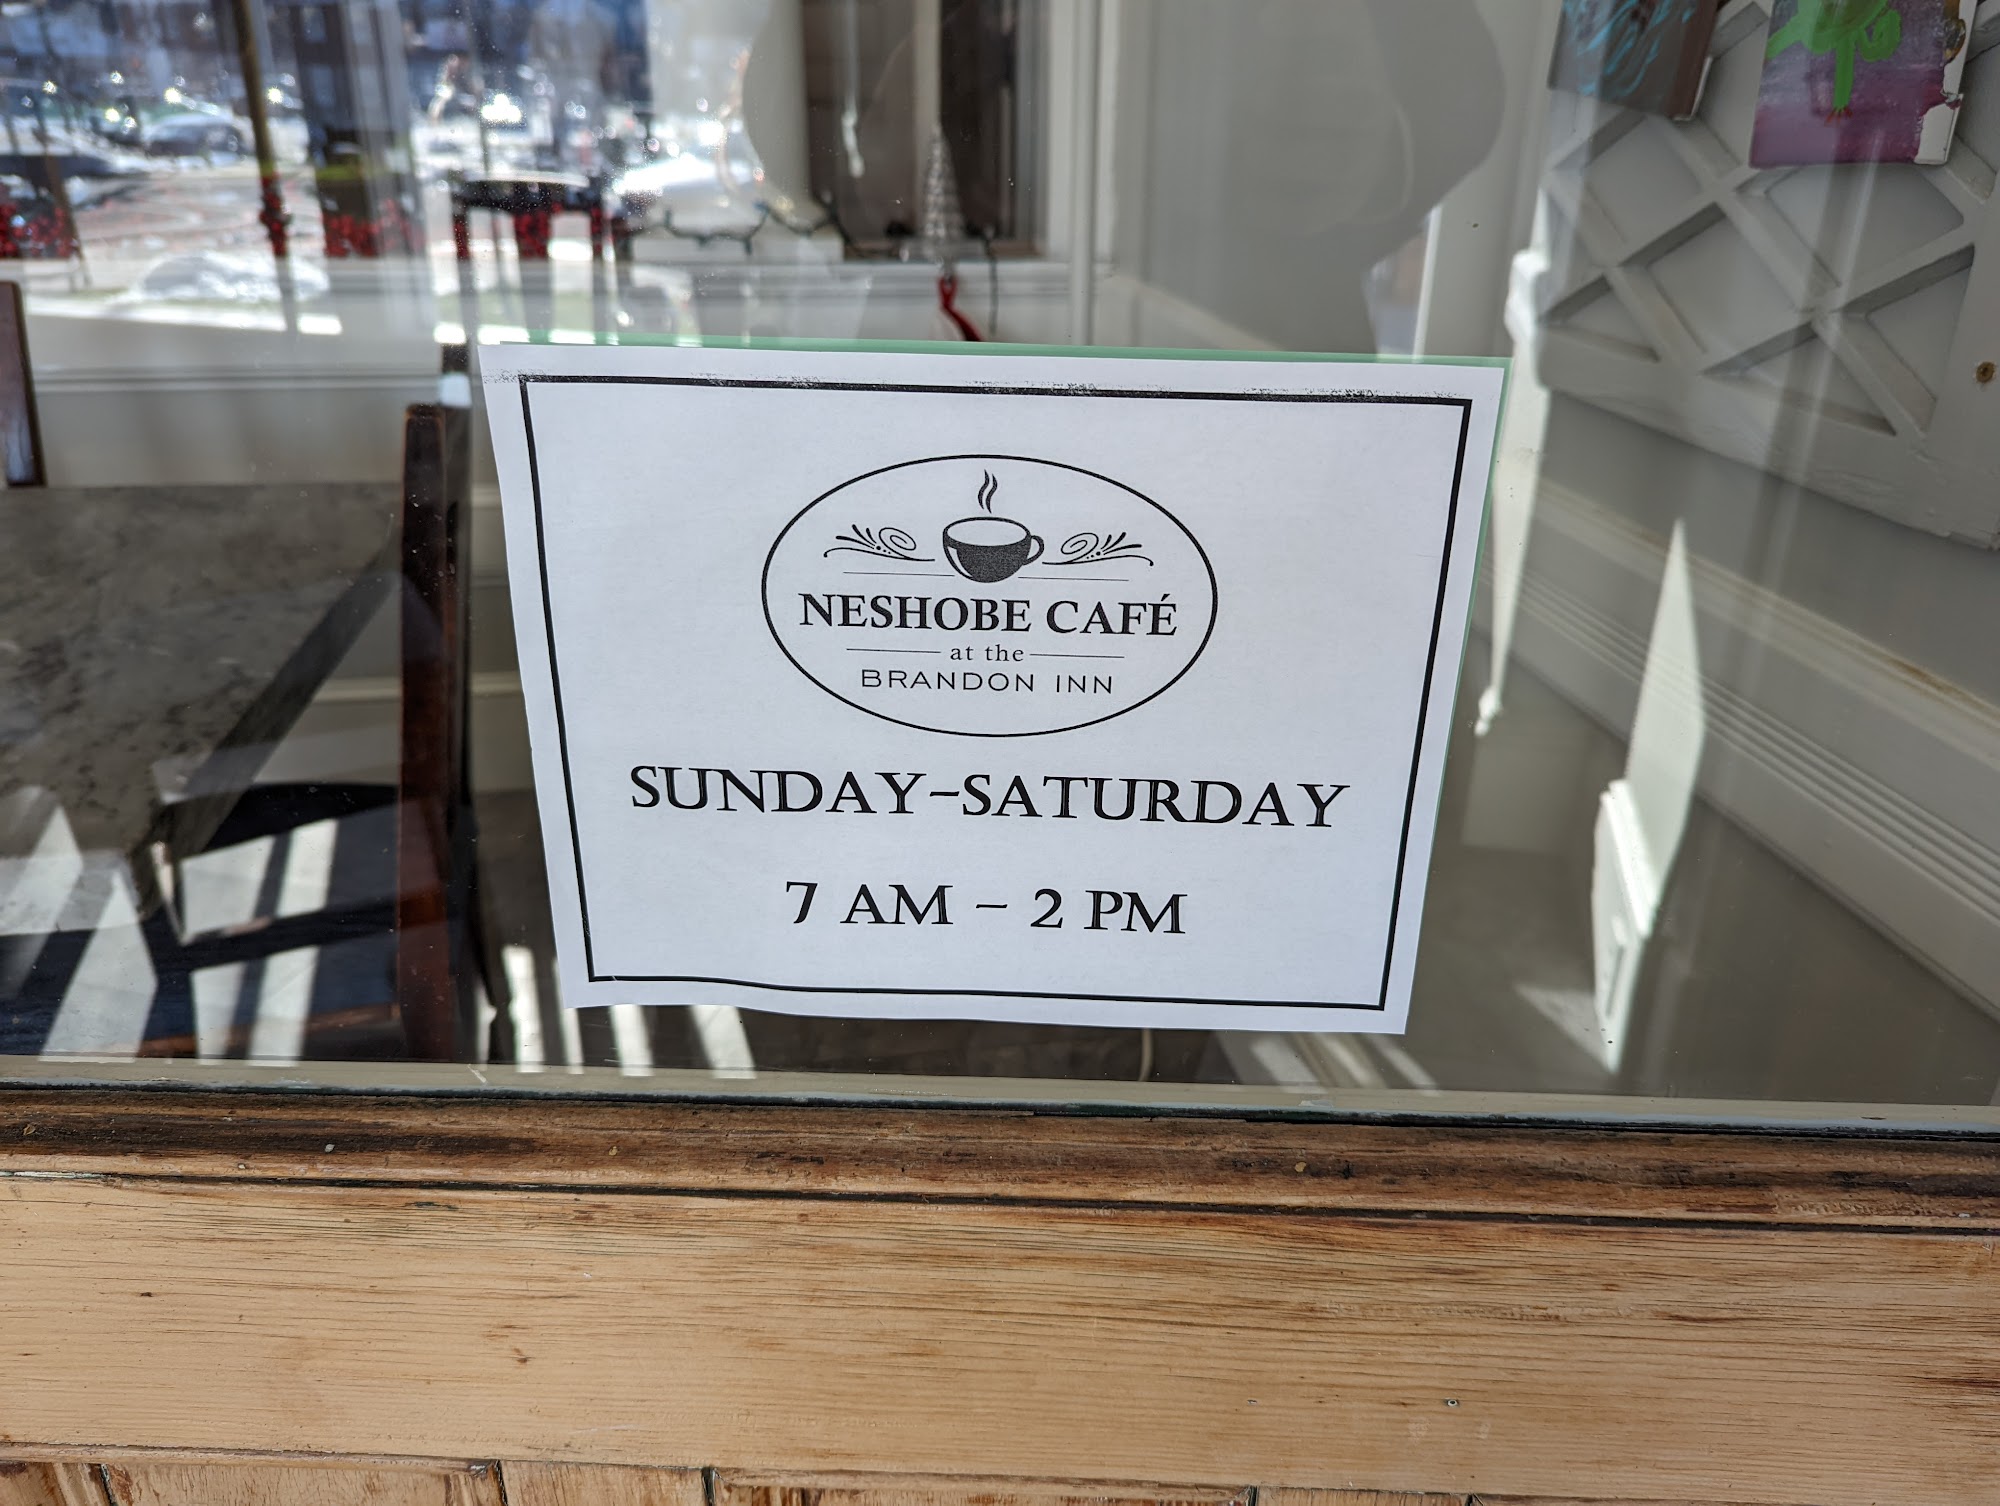 NESHOBE CAFÉ
at the
BRANDON INN
SUNDAY-SATURDAY
7 AM - 2 PM